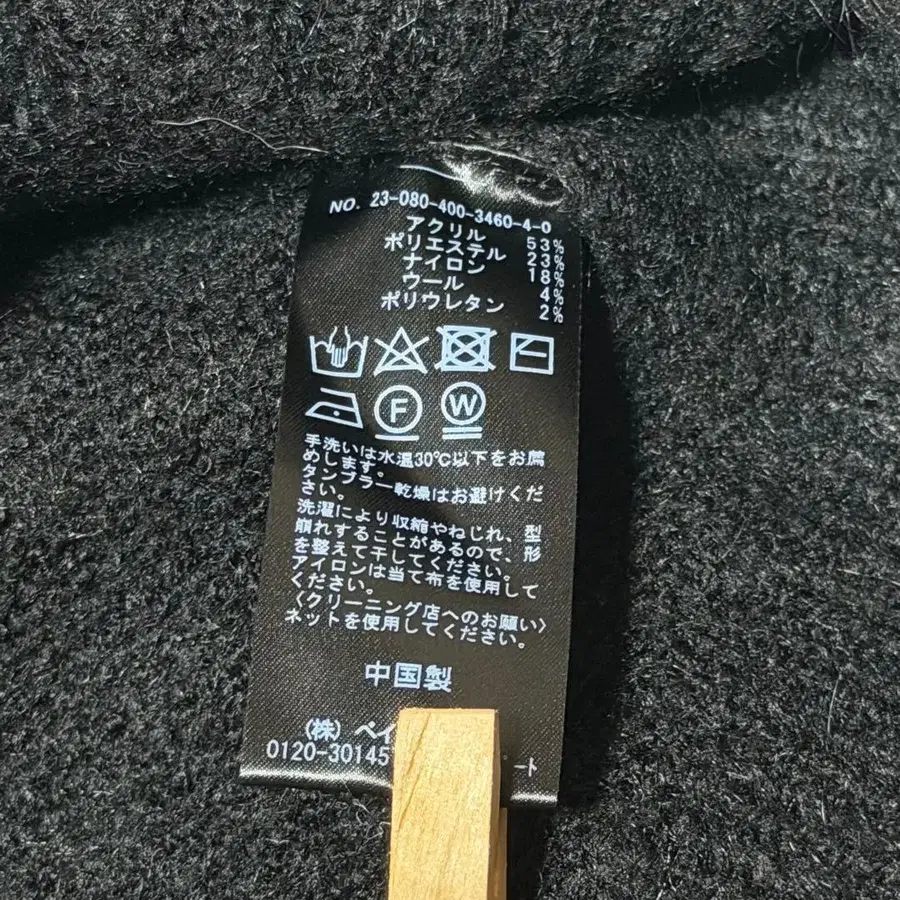 NO. 23-080-400-3460-4-0
アクリル 53%
ポリエステル 23%
ナイロン 18%
ウール 4%
ポリウレタン 2%
F W
手洗いは水温30℃以下をお薦
めします。
タンブラー乾燥はお避けくだ
さい。
洗濯により収縮やねじれ、型
崩れすることがあるので、形
を整えて干してください。
アイロンは当て布を使用して
ください。
〈クリーニング店へのお願い〉
ネットを使用してください。
中国製
(株) ベイ
0120-30145
ート